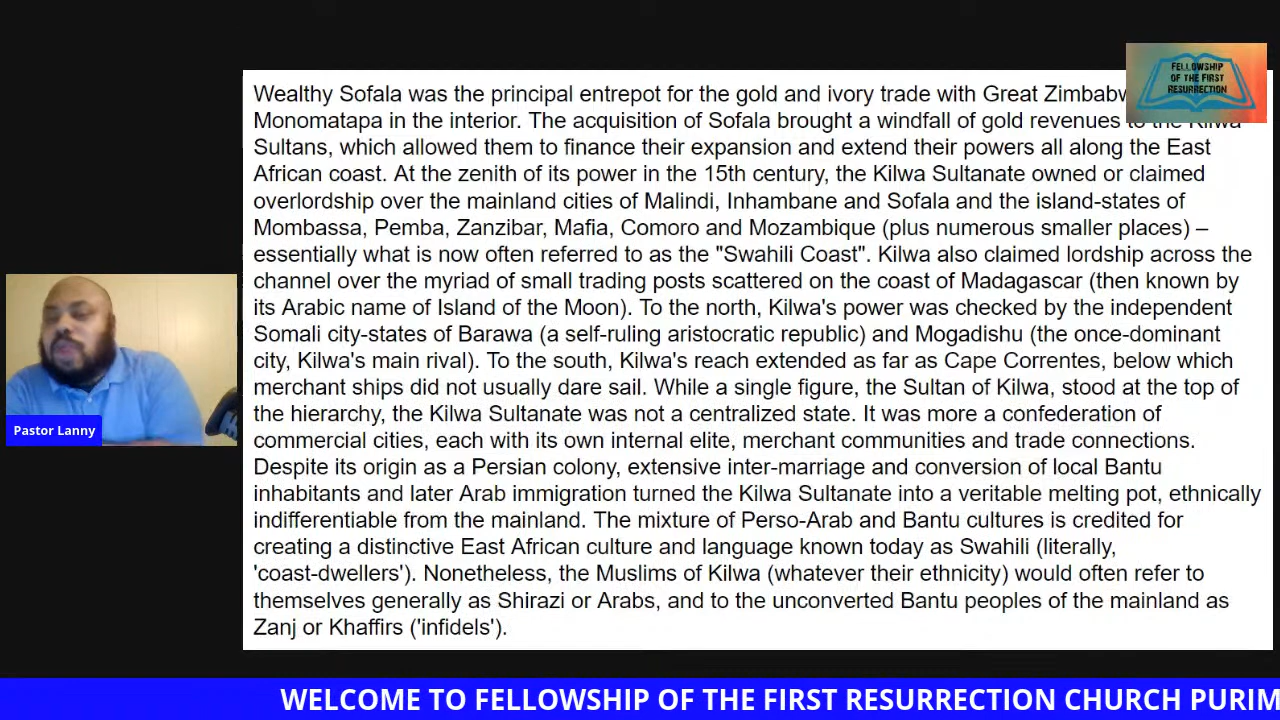 FELLOWSHIP
OF THE FIRST
RESURRECTION
Wealthy Sofala was the principal entrepot for the gold and ivory trade with Great
Monomatapa in the interior. The acquisition of Sofala brought a windfall of gold revenues to the Kilwa
Sultans, which allowed them to finance their expansion and extend their powers all along the East
African coast. At the zenith of its power in the 15th century, the Kilwa Sultanate owned or claimed
overlordship over the mainland cities of Malindi, Inhambane and Sofala and the island-states of
Mombassa, Pemba, Zanzibar, Mafia, Comoro and Mozambique (plus numerous smaller places) –
essentially what is now often referred to as the "Swahili Coast". Kilwa also claimed lordship across the
channel over the myriad of small trading posts scattered on the coast of Madagascar (then known by
its Arabic name of Island of the Moon). To the north, Kilwa's power was checked by the independent
Somali city-states of Barawa (a self-ruling aristocratic republic) and Mogadishu (the once-dominant
city, Kilwa's main rival). To the south, Kilwa's reach extended as far as Cape Correntes, below which
merchant ships did not usually dare sail. While a single figure, the Sultan of Kilwa, stood at the top of
the hierarchy, the Kilwa Sultanate was not a centralized state. It was more a confederation of
commercial cities, each with its own internal elite, merchant communities and trade connections.
Despite its origin as a Persian colony, extensive inter-marriage and conversion of local Bantu
inhabitants and later Arab immigration turned the Kilwa Sultanate into a veritable melting pot, ethnically
indifferentiable from the mainland. The mixture of Perso-Arab and Bantu cultures is credited for
creating a distinctive East African culture and language known today as Swahili (literally,
'coast-dwellers'). Nonetheless, the Muslims of Kilwa (whatever their ethnicity) would often refer to
themselves generally as Shirazi or Arabs, and to the unconverted Bantu peoples of the mainland as
Zanj or Khaffirs ('infidels').
Pastor Lanny
WELCOME TO FELLOWSHIP OF THE FIRST RESURRECTION CHURCH PURIM